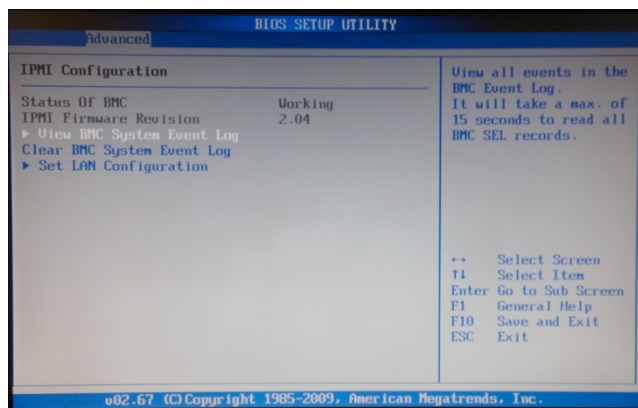 BIOS SETUP UTILITY
Advanced
IPMI Configuration
Status Of BMC Working
IPMI Firmware Revision 2.04
▶ View BMC System Event Log
Clear BMC System Event Log
▶ Set LAN Configuration
View all events in the
BMC Event Log.
It will take a max. of
15 seconds to read all
BMC SEL records.
↔ Select Screen
↑↓ Select Item
Enter Go to Sub Screen
F1 General Help
F10 Save and Exit
ESC Exit
v02.67 (C)Copyright 1985-2009, American Megatrends, Inc.